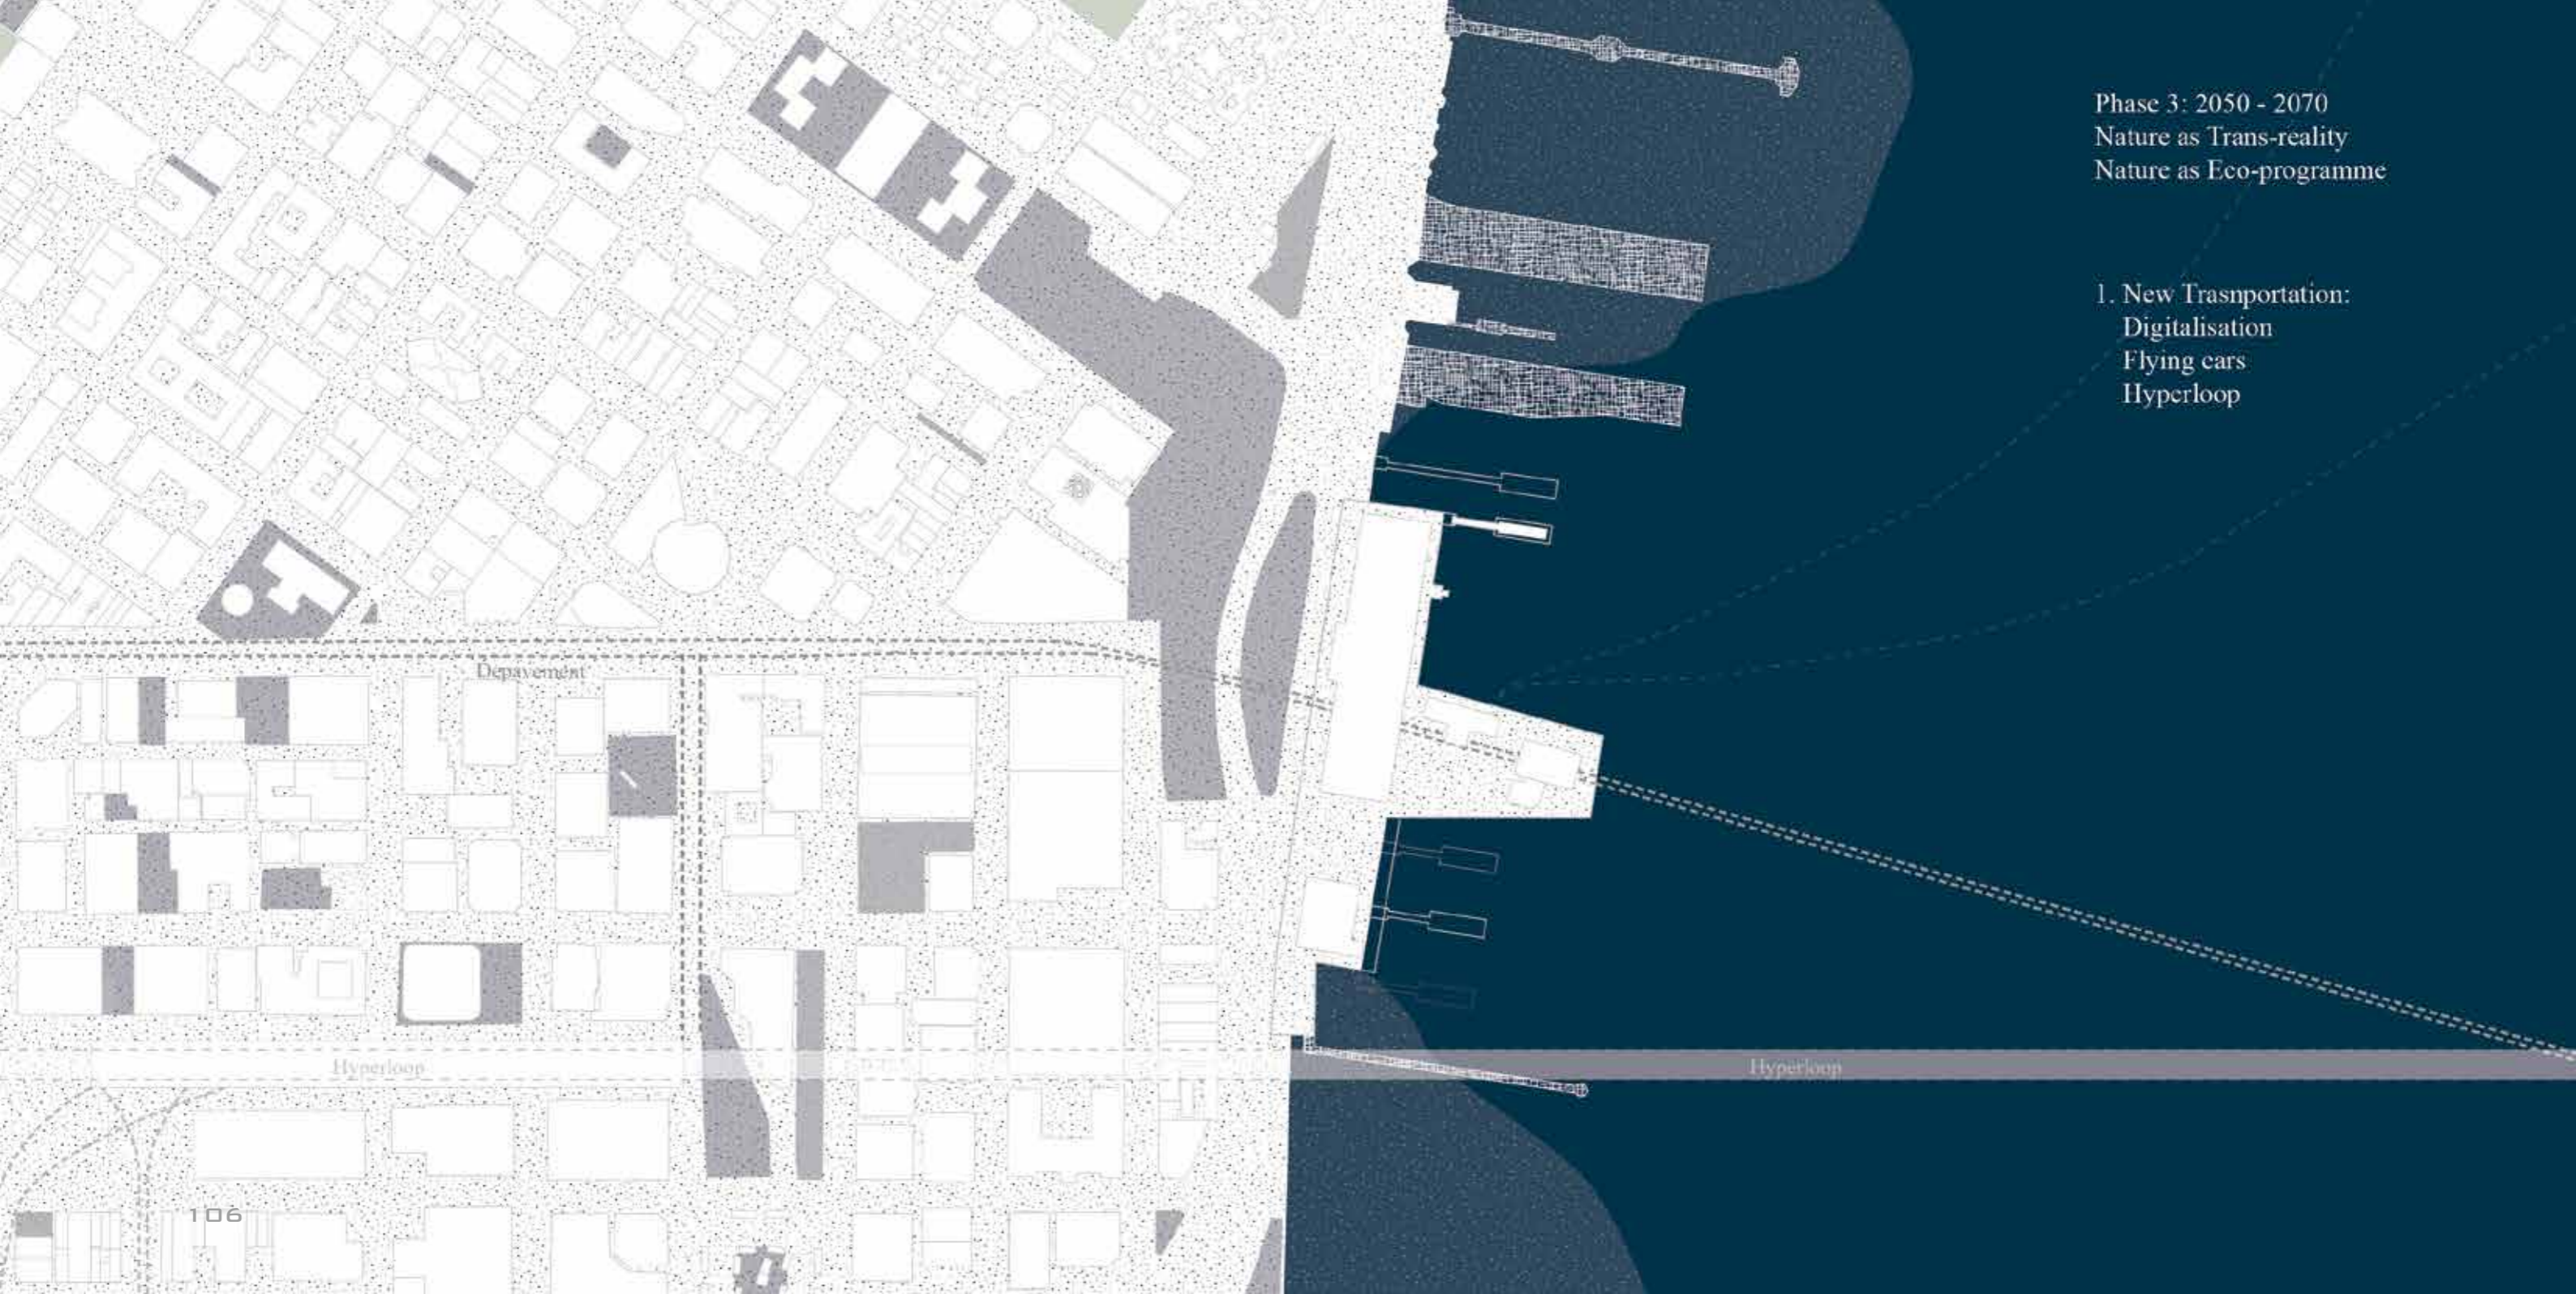 Phase 3: 2050 - 2070
Nature as Trans-reality
Nature as Eco-programme
1. New Trasnportation:
Digitalisation
Flying cars
Hyperloop
Depavement
Hyperloop
Hyperloop
106